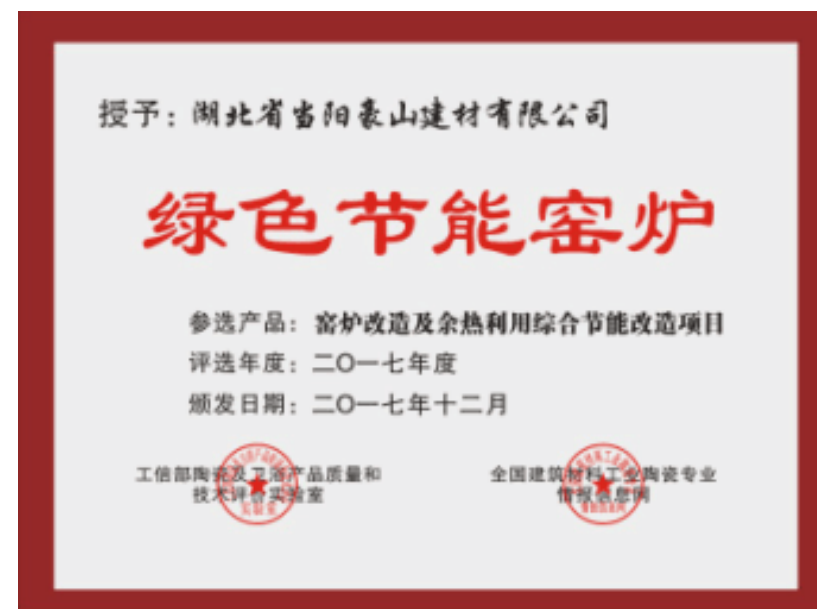 授予：湖北省当阳豪山建材有限公司
绿色节能窑炉
参选产品：窑炉改造及余热利用综合节能改造项目
评选年度：二〇一七年度
颁发日期：二〇一七年十二月
工信部陶瓷及卫浴产品质量和
技术评价实验室
全国建筑材料工业陶瓷专业
情报信息网